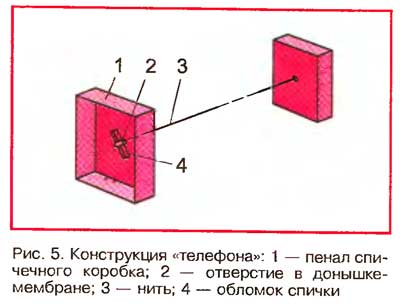 1
2
3
4
Рис. 5. Конструкция «телефона»: 1 — пенал спи-
чечного коробка; 2 — отверстие в донышке-
мембране; 3 — нить; 4 — обломок спички